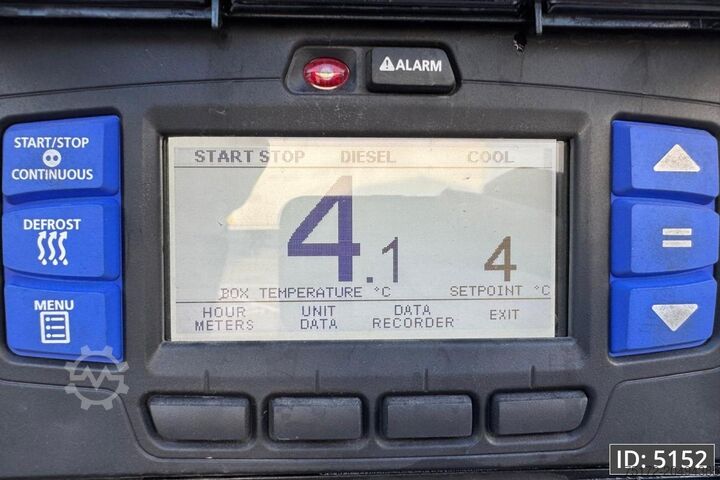 ALARM
START/STOP
CONTINUOUS
DEFROST
MENU
START STOP DIESEL COOL
4.1
4
BOX TEMPERATURE °C SETPOINT °C
HOUR METERS
UNIT DATA
DATA RECORDER
EXIT
ID: 5152